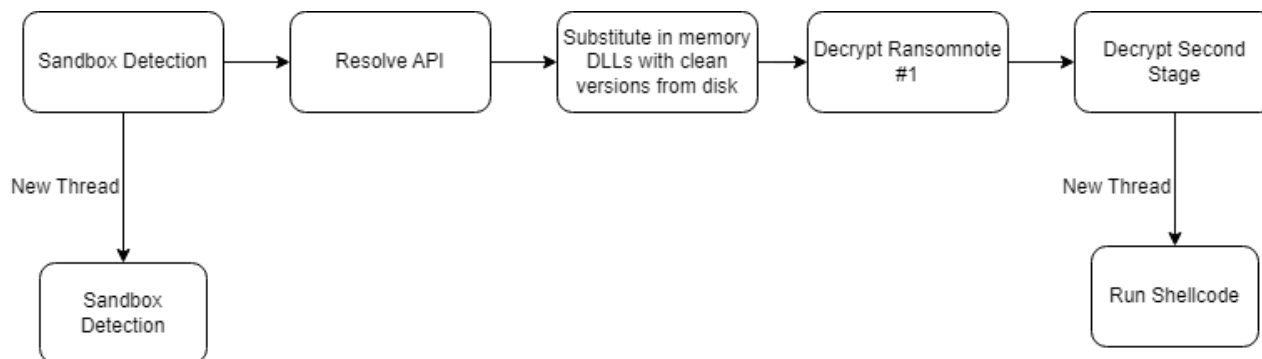 Sandbox Detection
Resolve API
Substitute in memory
DLLs with clean
versions from disk
Decrypt Ransomnote
#1
Decrypt Second
Stage
New Thread
New Thread
Sandbox
Detection
Run Shellcode